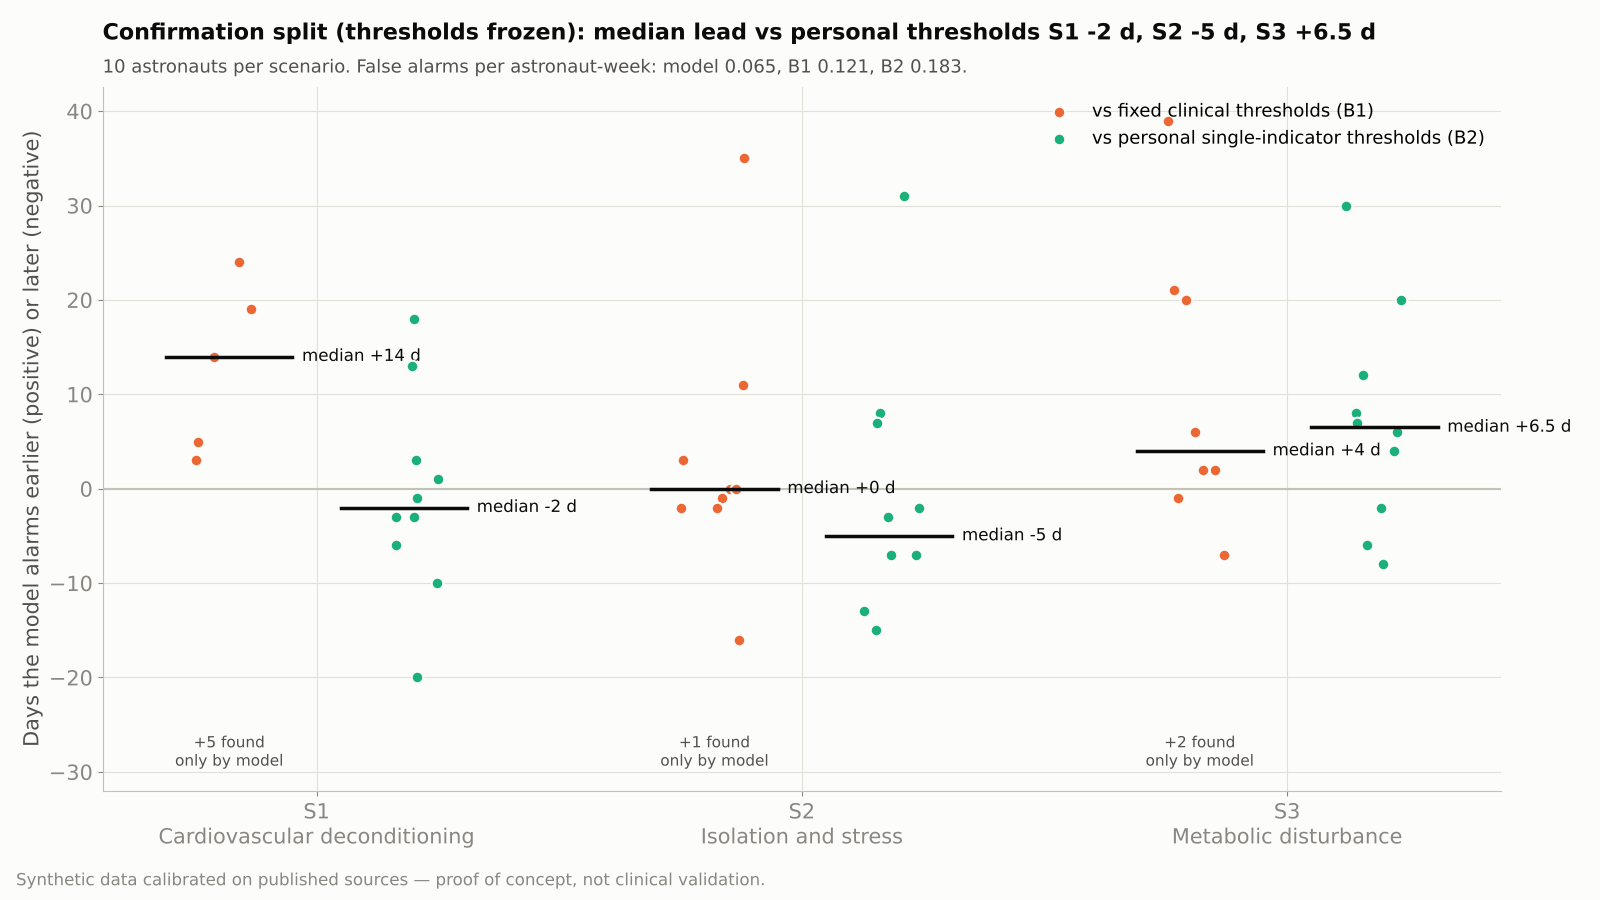 Confirmation split (thresholds frozen): median lead vs personal thresholds S1 -2 d, S2 -5 d, S3 +6.5 d
10 astronauts per scenario. False alarms per astronaut-week: model 0.065, B1 0.121, B2 0.183.
Days the model alarms earlier (positive) or later (negative)
40
30
20
10
0
−10
−20
−30
vs fixed clinical thresholds (B1)
vs personal single-indicator thresholds (B2)
median +14 d
median -2 d
median +0 d
median -5 d
median +4 d
median +6.5 d
+5 found
only by model
+1 found
only by model
+2 found
only by model
S1
Cardiovascular deconditioning
S2
Isolation and stress
S3
Metabolic disturbance
Synthetic data calibrated on published sources — proof of concept, not clinical validation.